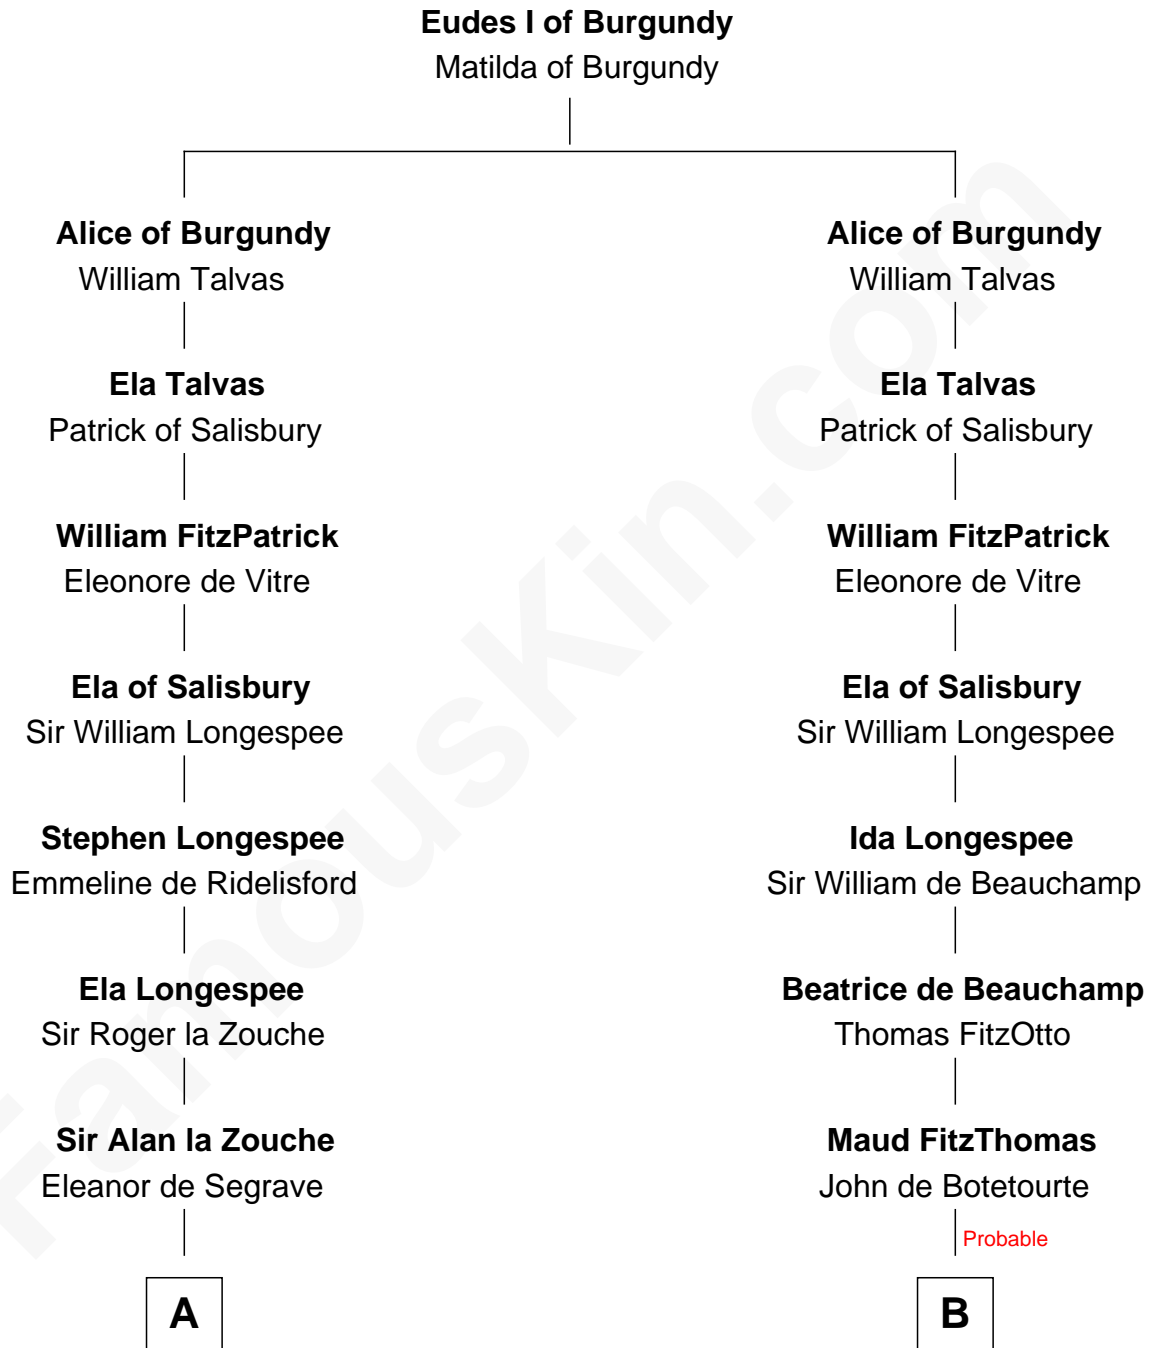 Eudes I of Burgundy
Matilda of Burgundy
Alice of Burgundy
William Talvas
Alice of Burgundy
William Talvas
Ela Talvas
Patrick of Salisbury
Ela Talvas
Patrick of Salisbury
William FitzPatrick
Eleonore de Vitre
William FitzPatrick
Eleonore de Vitre
Ela of Salisbury
Sir William Longespee
Ela of Salisbury
Sir William Longespee
Stephen Longespee
Emmeline de Ridelisford
Ida Longespee
Sir William de Beauchamp
Ela Longespee
Sir Roger la Zouche
Beatrice de Beauchamp
Thomas FitzOtto
Sir Alan la Zouche
Eleanor de Segrave
Maud FitzThomas
John de Botetourte
Probable
A
B
FamousKin.com